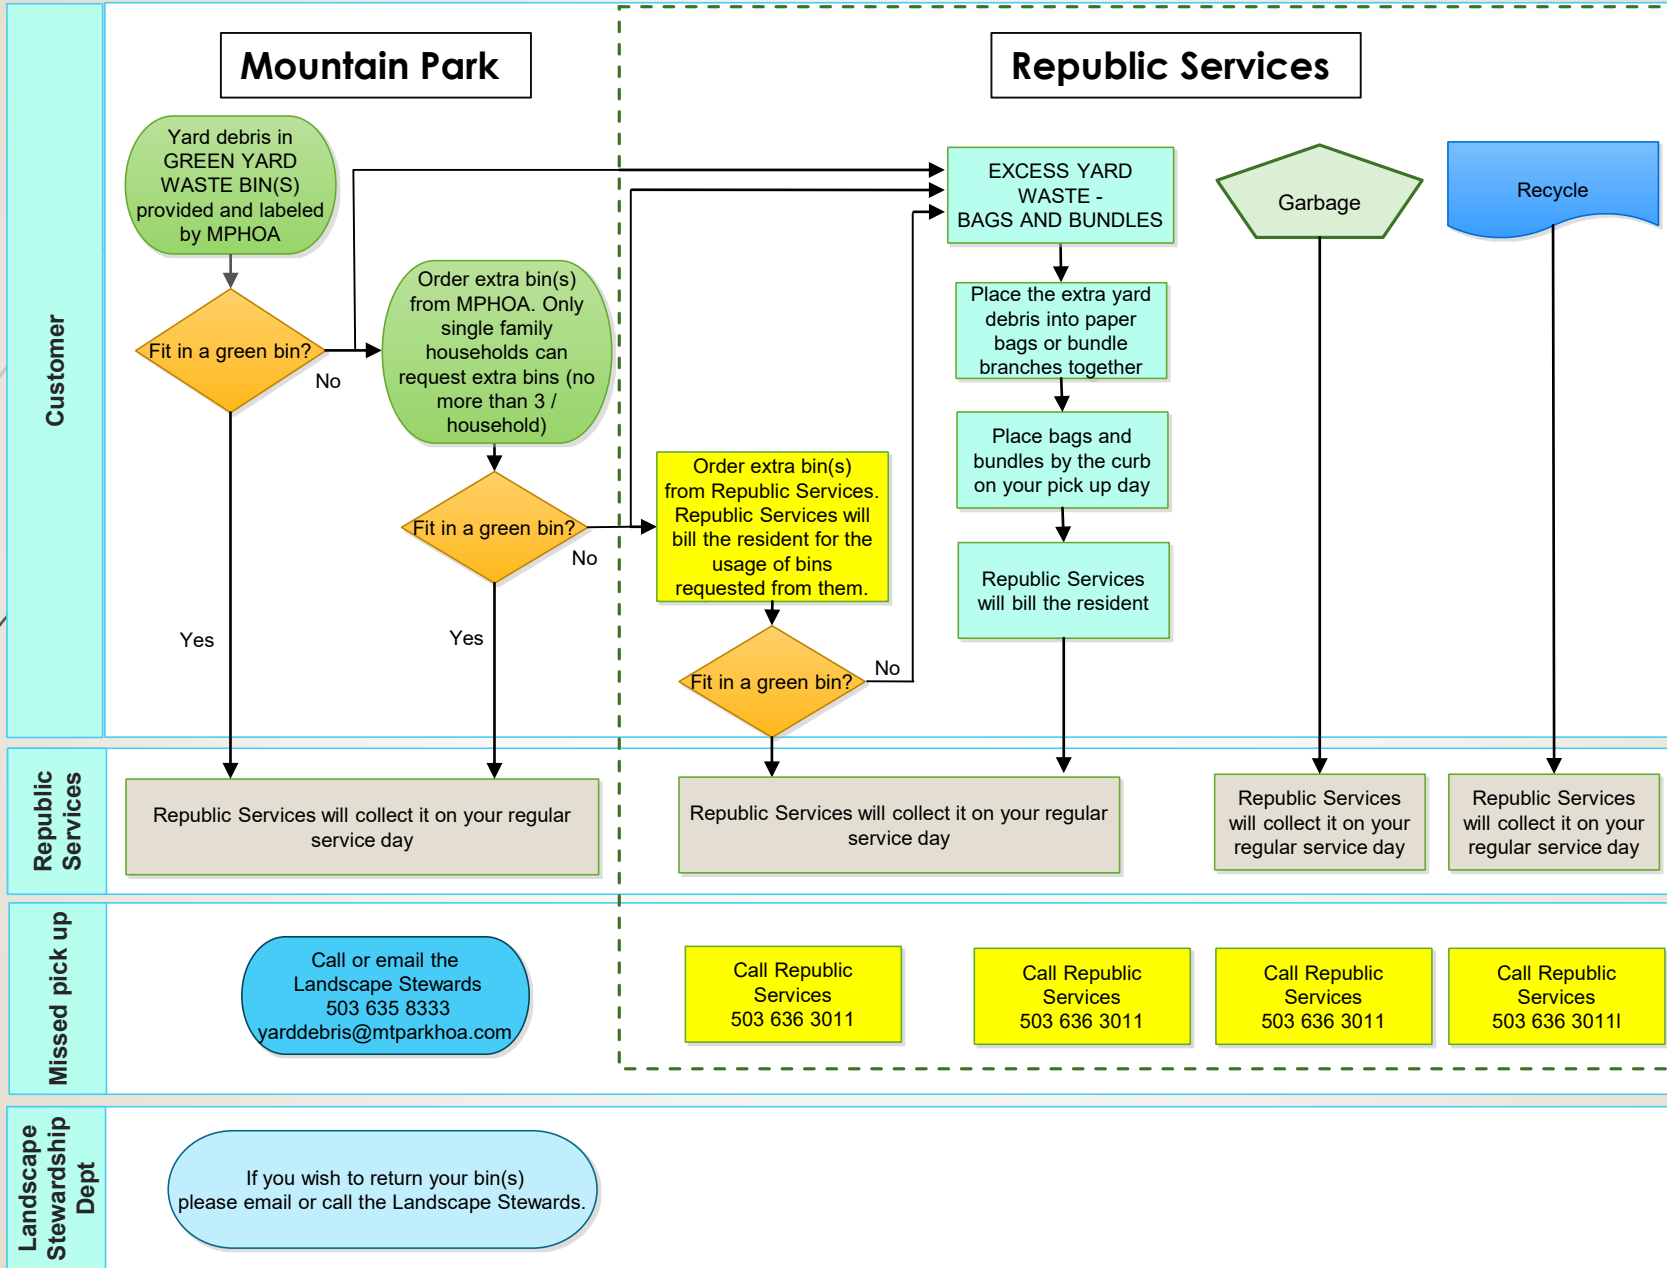 Mountain Park
Republic Services
Customer
Yard debris in
GREEN YARD
WASTE BIN(S)
provided and labeled
by MPHOA
Fit in a green bin?
No
Yes
Order extra bin(s)
from MPHOA. Only
single family
households can
request extra bins (no
more than 3 /
household)
Fit in a green bin?
No
Yes
Order extra bin(s)
from Republic Services.
Republic Services will
bill the resident for the
usage of bins
requested from them.
Fit in a green bin?
No
EXCESS YARD
WASTE -
BAGS AND BUNDLES
Place the extra yard
debris into paper
bags or bundle
branches together
Place bags and
bundles by the curb
on your pick up day
Republic Services
will bill the resident
Garbage
Recycle
Republic
Services
Republic Services will collect it on your regular
service day
Republic Services will collect it on your regular
service day
Republic Services
will collect it on your
regular service day
Republic Services
will collect it on your
regular service day
Missed pick up
Call or email the
Landscape Stewards
503 635 8333
yarddebris@mtparkhoa.com
Call Republic
Services
503 636 3011
Call Republic
Services
503 636 3011
Call Republic
Services
503 636 3011
Call Republic
Services
503 636 3011l
Landscape
Stewardship
Dept
If you wish to return your bin(s)
please email or call the Landscape Stewards.